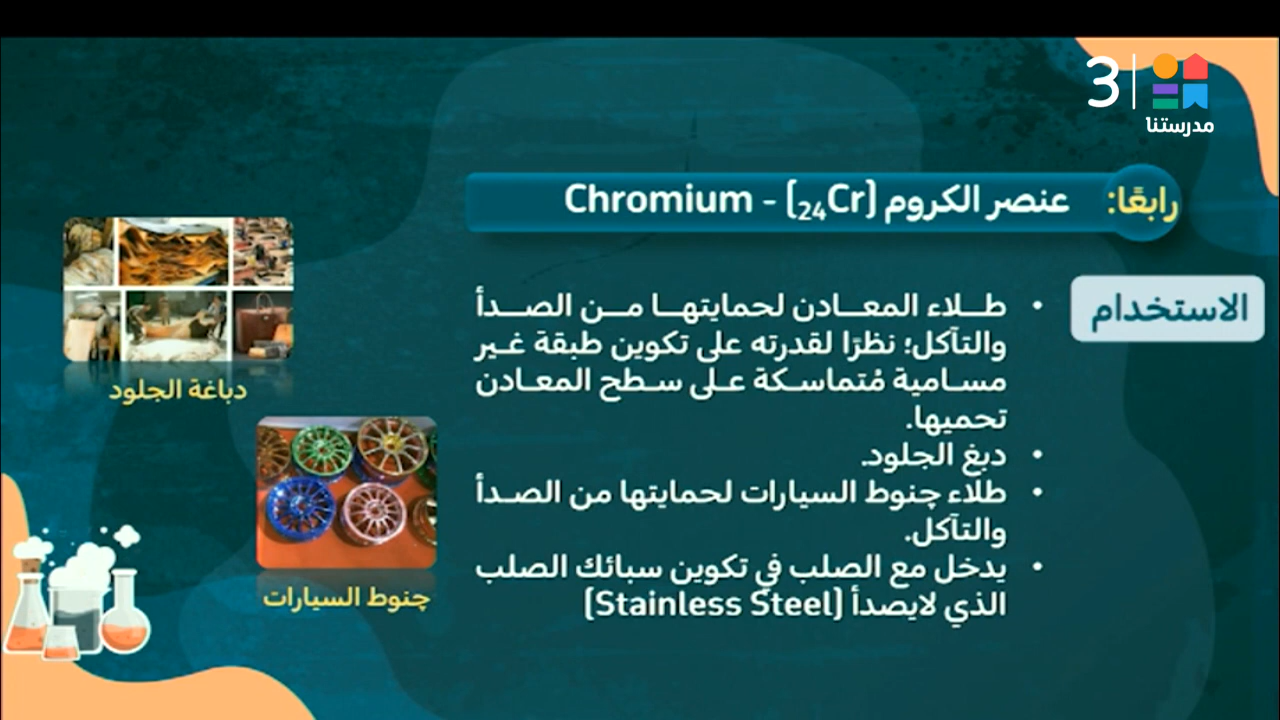 3
مدرستنا
رابعًا: عنصر الكروم (₂₄Cr) - Chromium
الاستخدام
• طلاء المعادن لحمايتها من الصدأ
والتآكل؛ نظرًا لقدرته على تكوين طبقة غير
مسامية مُتماسكة على سطح المعادن
تحميها.
• دبغ الجلود.
• طلاء چنوط السيارات لحمايتها من الصدأ
والتآكل.
• يدخل مع الصلب في تكوين سبائك الصلب
الذي لايصدأ (Stainless Steel)
دباغة الجلود
چنوط السيارات